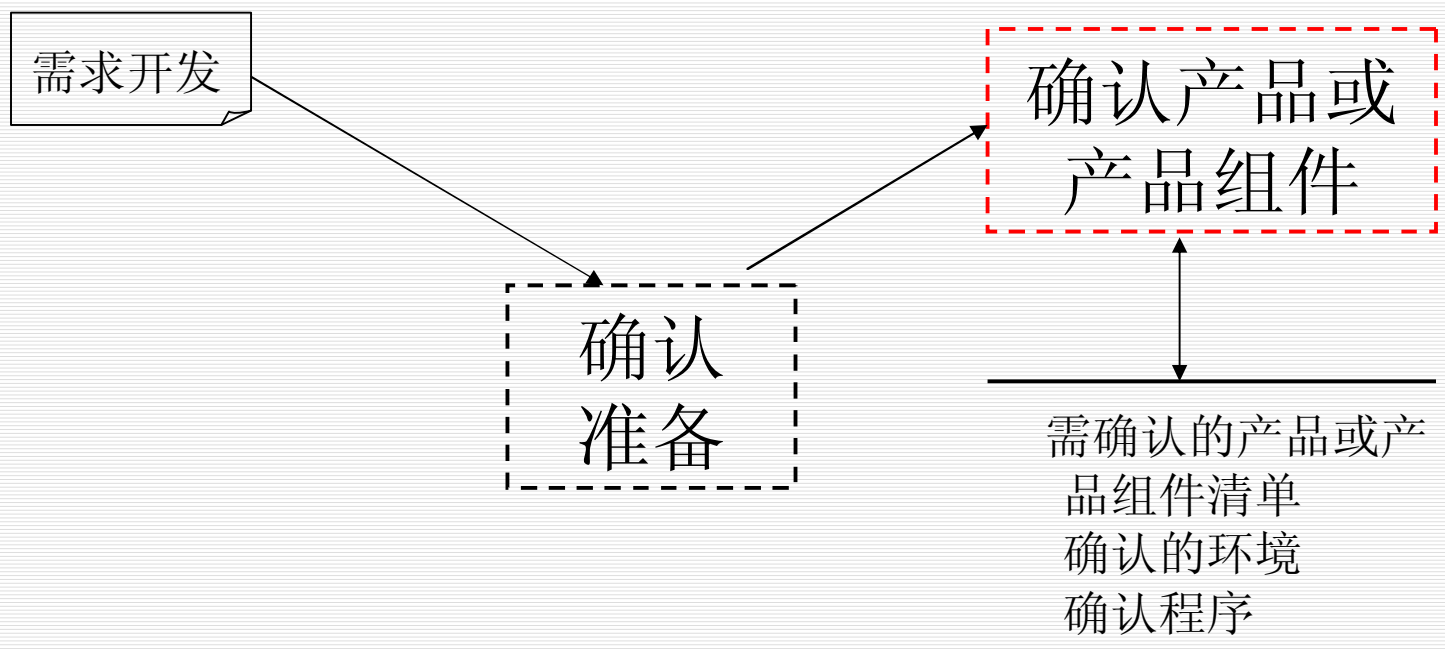 需求开发
确认产品或
产品组件
确认
准备
需确认的产品或产
品组件清单
确认的环境
确认程序